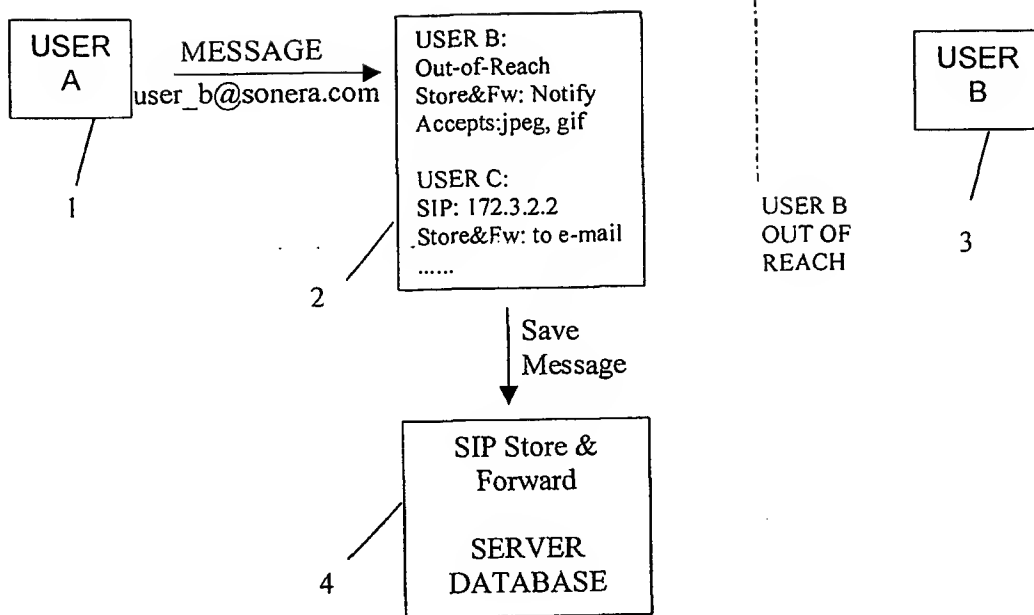 USER
A
MESSAGE
user_b@sonera.com
USER B:
Out-of-Reach
Store&Fw: Notify
Accepts:jpeg, gif
USER C:
SIP: 172.3.2.2
Store&Fw: to e-mail
......
USER
B
1
2
USER B
OUT OF
REACH
3
Save
Message
SIP Store &
Forward
SERVER
DATABASE
4